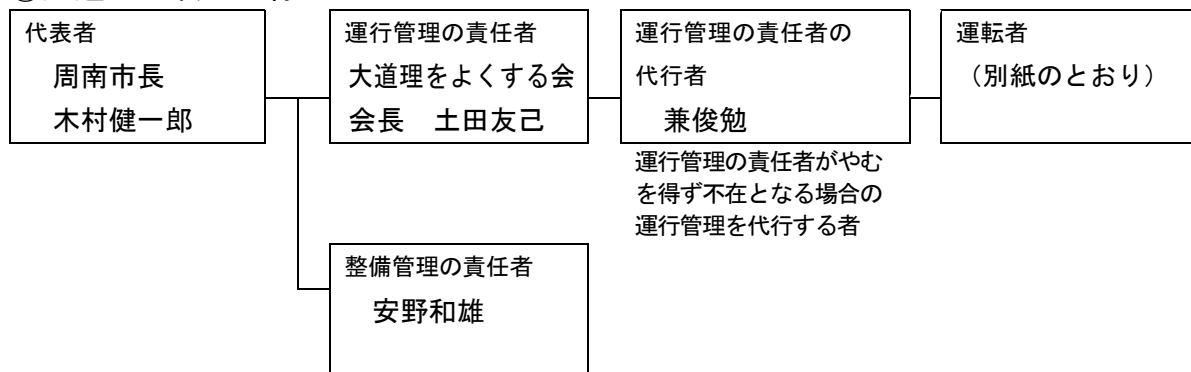 代表者
周南市長
木村健一郎
運行管理の責任者
大道理をよくする会
会長　土田友己
運行管理の責任者の
代行者
兼俊勉
運行管理の責任者がやむ
を得ず不在となる場合の
運行管理を代行する者
運転者
（別紙のとおり）
整備管理の責任者
安野和雄